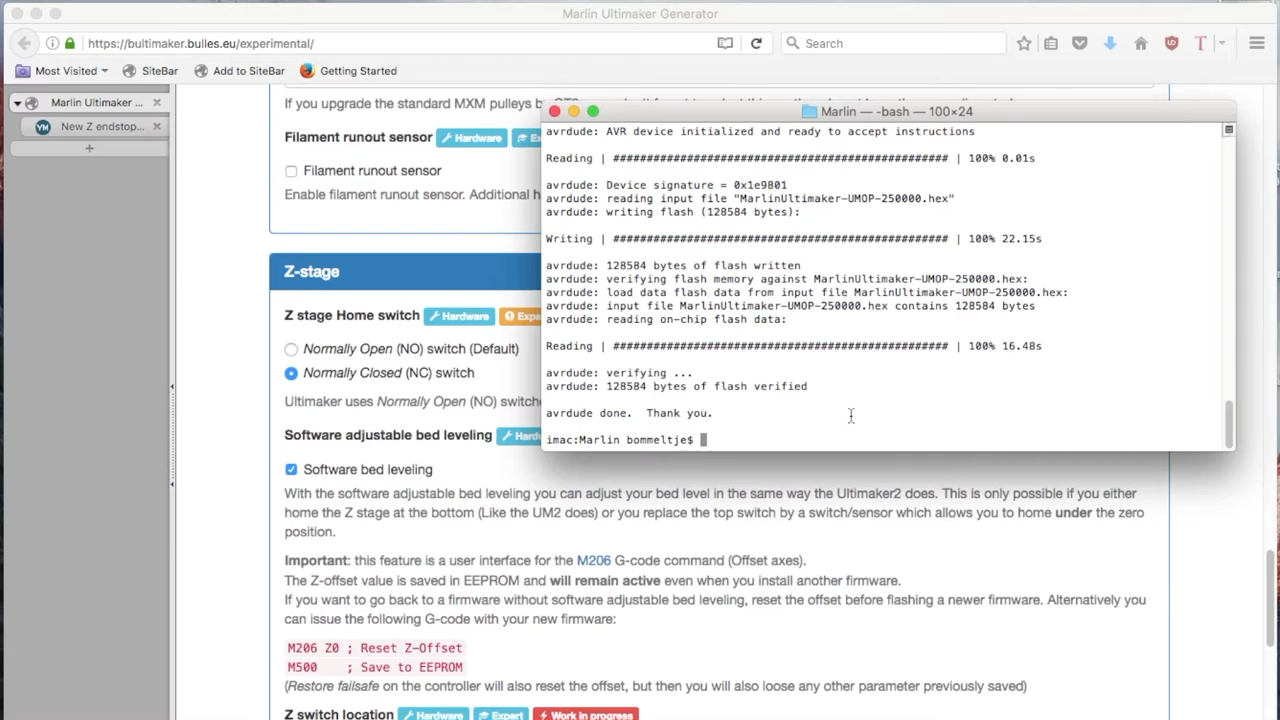 Marlin Ultimaker Generator
https://bultimaker.bulles.eu/experimental/
Search
Most Visited
SiteBar
Add to SiteBar
Getting Started
Marlin Ultimaker ...
New Z endstop...
If you upgrade the standard MXM pulleys b
Filament runout sensor Hardware Ex
Filament runout sensor
Enable filament runout sensor. Additional h
Z-stage
Z stage Home switch Hardware Expe
Normally Open (NO) switch (Default)
Normally Closed (NC) switch
Ultimaker uses Normally Open (NO) switch
Software adjustable bed leveling Hardw
Software bed leveling
With the software adjustable bed leveling you can adjust your bed level in the same way the Ultimaker2 does. This is only possible if you either
home the Z stage at the bottom (Like the UM2 does) or you replace the top switch by a switch/sensor which allows you to home under the zero
position.
Important: this feature is a user interface for the M206 G-code command (Offset axes).
The Z-offset value is saved in EEPROM and will remain active even when you install another firmware.
If you want to go back to a firmware without software adjustable bed leveling, reset the offset before flashing a newer firmware. Alternatively you
can issue the following G-code with your new firmware:
M206 Z0 ; Reset Z-Offset
M500 ; Save to EEPROM
(Restore failsafe on the controller will also reset the offset, but then you will also loose any other parameter previously saved)
Z switch location Hardware Expert Work in progress
Marlin — -bash — 100×24
avrdude: AVR device initialized and ready to accept instructions
Reading | ################################################## | 100% 0.01s
avrdude: Device signature = 0x1e9801
avrdude: reading input file "MarlinUltimaker-UMOP-250000.hex"
avrdude: writing flash (128584 bytes):
Writing | ################################################## | 100% 22.15s
avrdude: 128584 bytes of flash written
avrdude: verifying flash memory against MarlinUltimaker-UMOP-250000.hex:
avrdude: load data flash data from input file MarlinUltimaker-UMOP-250000.hex:
avrdude: input file MarlinUltimaker-UMOP-250000.hex contains 128584 bytes
avrdude: reading on-chip flash data:
Reading | ################################################## | 100% 16.48s
avrdude: verifying ...
avrdude: 128584 bytes of flash verified
avrdude done. Thank you.
imac:Marlin bommeltje$